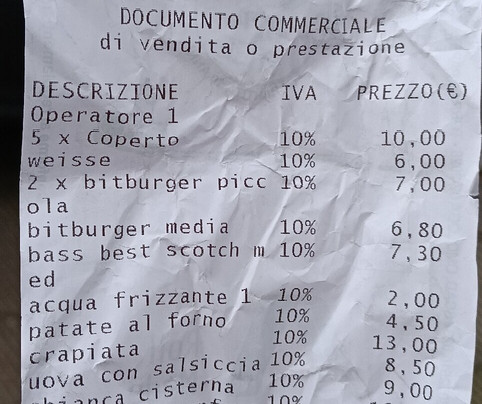 DOCUMENTO COMMERCIALE
di vendita o prestazione
DESCRIZIONE IVA PREZZO(€)
Operatore 1
5 x Coperto 10% 10,00
weisse 10% 6,00
2 x bitburger picc 10% 7,00
ola
bitburger media 10% 6,80
bass best scotch m 10% 7,30
ed
acqua frizzante 1 10% 2,00
patate al forno 10% 4,50
crapiata 10% 13,00
uova con salsiccia 10% 8,50
cisterna 10% 9,00
10%